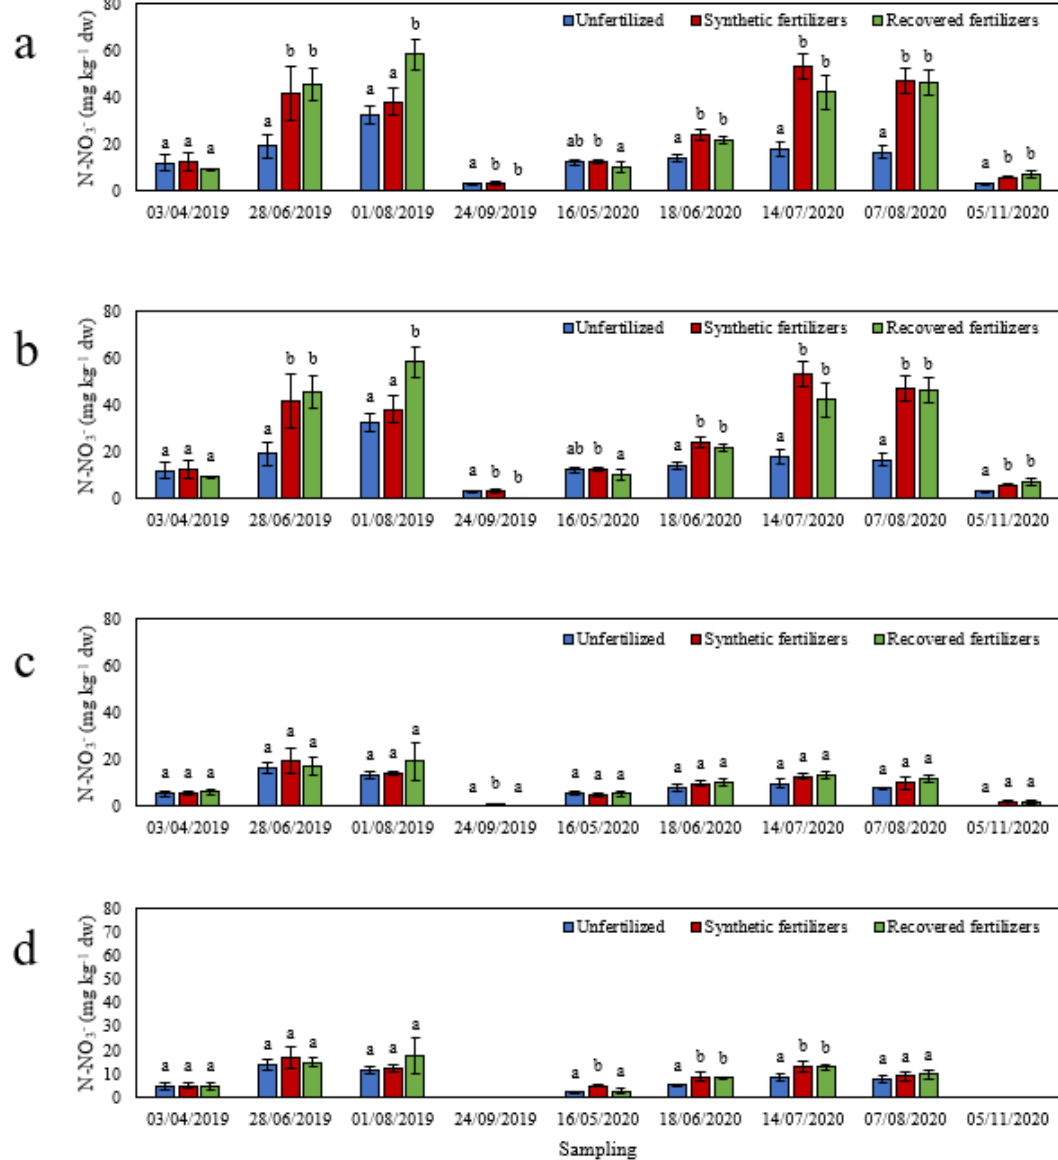 a
N-NO₃⁻ (mg kg⁻¹ dw)
80
60
40
20
0
Unfertilized Synthetic fertilizers Recovered fertilizers
a a a a b b a a b a b b ab b a a b b a b b a b b a b b
03/04/2019 28/06/2019 01/08/2019 24/09/2019 16/05/2020 18/06/2020 14/07/2020 07/08/2020 05/11/2020
b
N-NO₃⁻ (mg kg⁻¹ dw)
80
60
40
20
0
Unfertilized Synthetic fertilizers Recovered fertilizers
a a a a b b a a b a b b ab b a a b b a b b a b b a b b
03/04/2019 28/06/2019 01/08/2019 24/09/2019 16/05/2020 18/06/2020 14/07/2020 07/08/2020 05/11/2020
c
N-NO₃⁻ (mg kg⁻¹ dw)
80
60
40
20
0
Unfertilized Synthetic fertilizers Recovered fertilizers
a a a a a a a a a a b a a a a a a a a a a a a a a a a
03/04/2019 28/06/2019 01/08/2019 24/09/2019 16/05/2020 18/06/2020 14/07/2020 07/08/2020 05/11/2020
d
N-NO₃⁻ (mg kg⁻¹ dw)
80
70
60
50
40
30
20
10
0
Unfertilized Synthetic fertilizers Recovered fertilizers
a a a a a a a a a a b a a b b a b b a a a
03/04/2019 28/06/2019 01/08/2019 24/09/2019 16/05/2020 18/06/2020 14/07/2020 07/08/2020 05/11/2020
Sampling